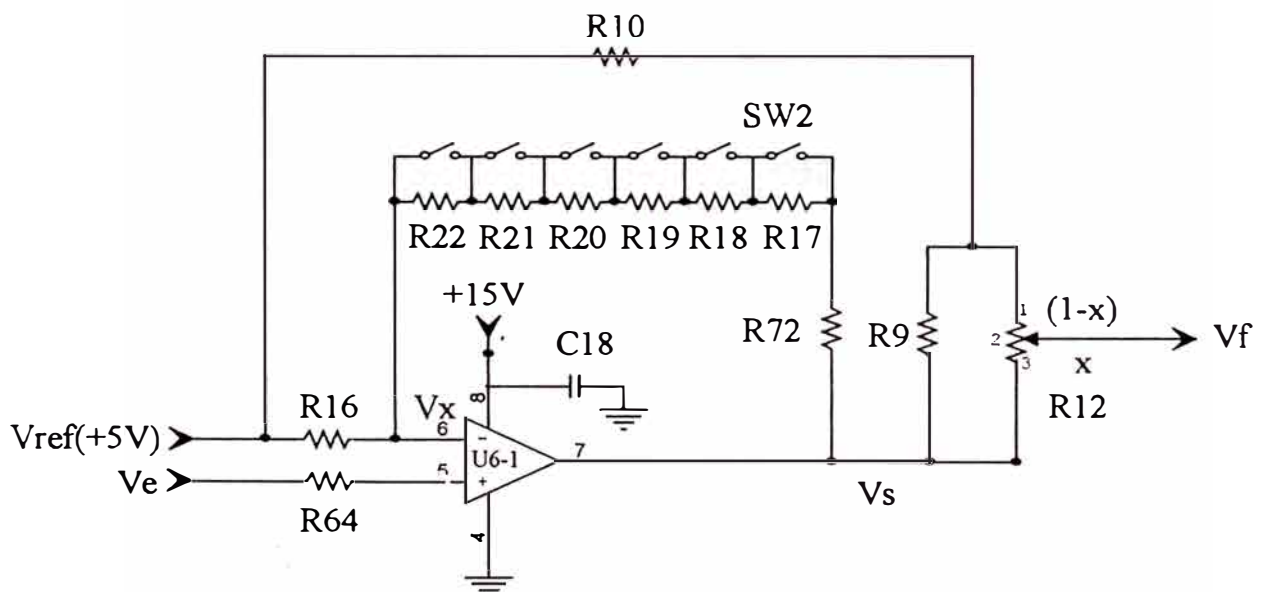 R10
SW2
R22 R21 R20 R19 R18 R17
+15V
C18
R72
R9
1
2
3
(1-x)
x
Vf
R12
8
R16
Vx
Vref(+5V)
6
-
U6-1
7
Ve
5
+
R64
4
Vs